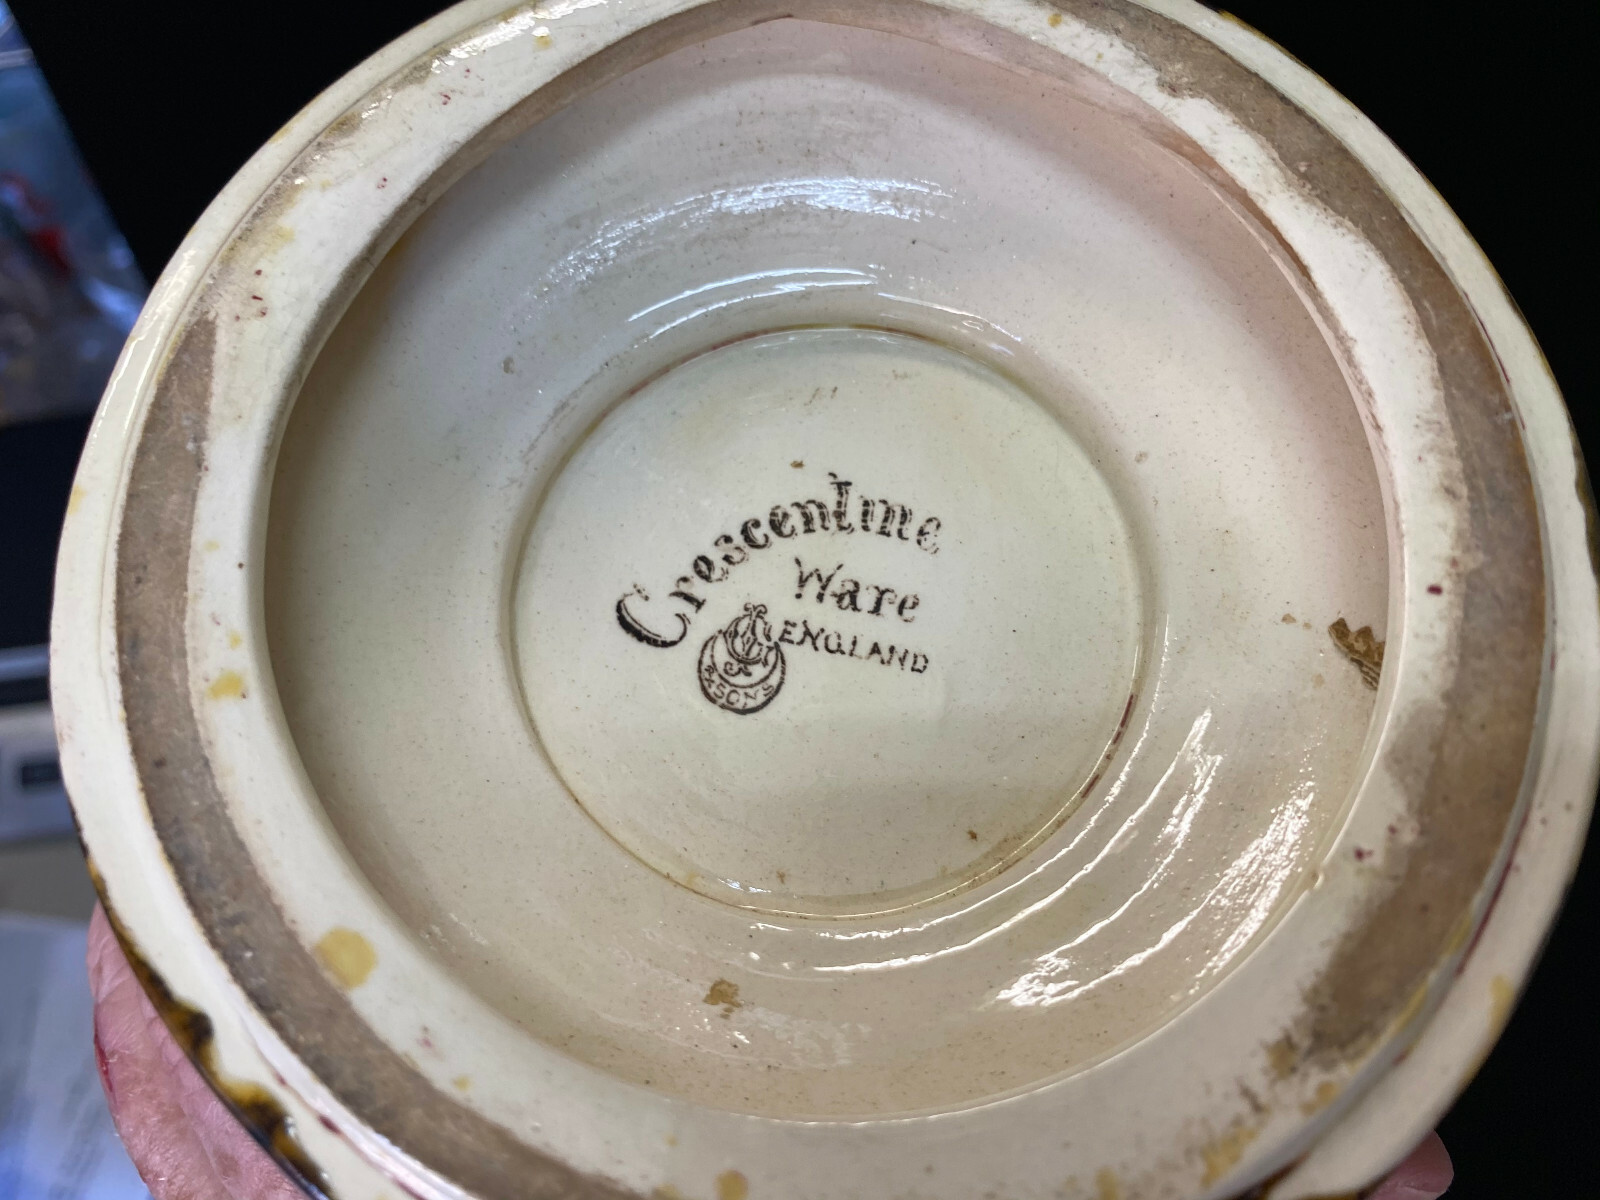 Crescentine
Ware
ENGLAND
& SONS